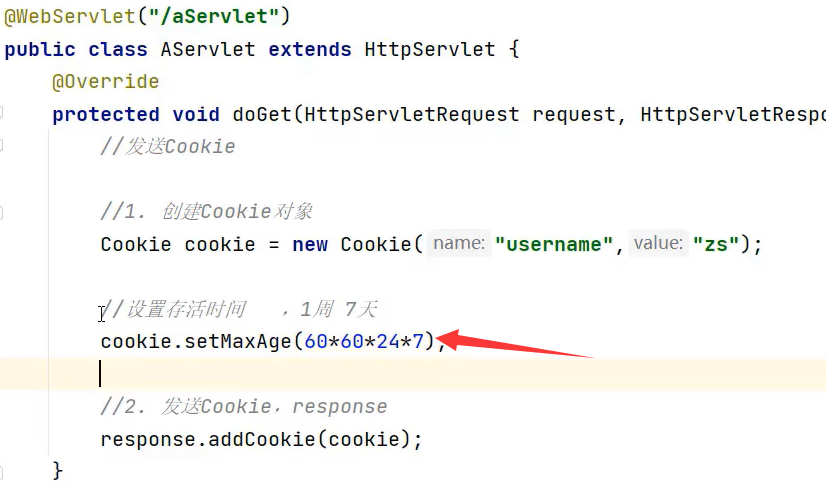 @WebServlet("/aServlet")
public class AServlet extends HttpServlet {
@Override
protected void doGet(HttpServletRequest request, HttpServletRespo
//发送Cookie
//1. 创建Cookie对象
Cookie cookie = new Cookie( name: "username", value: "zs");
//设置存活时间 ，1周 7天
cookie.setMaxAge(60*60*24*7);
//2. 发送Cookie，response
response.addCookie(cookie);
}